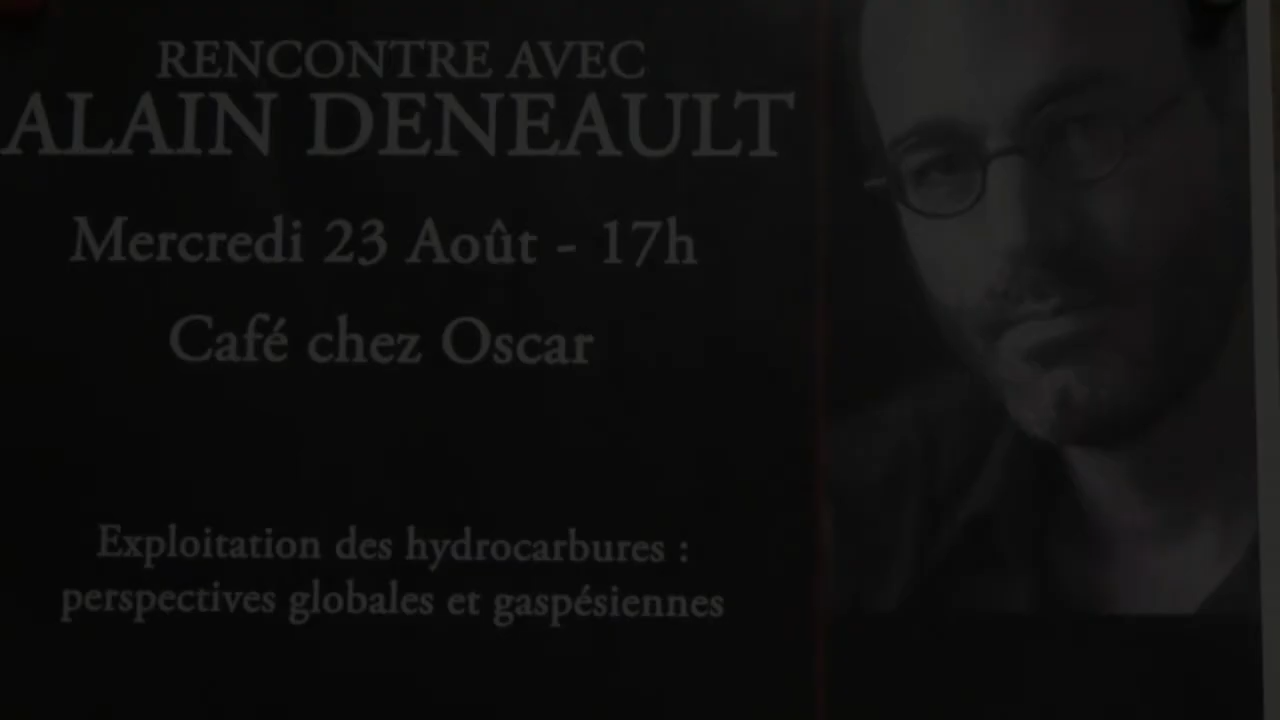 RENCONTRE AVEC
ALAIN DENEAULT
Mercredi 23 Août - 17h
Café chez Oscar
Exploitation des hydrocarbures :
perspectives globales et gaspésiennes